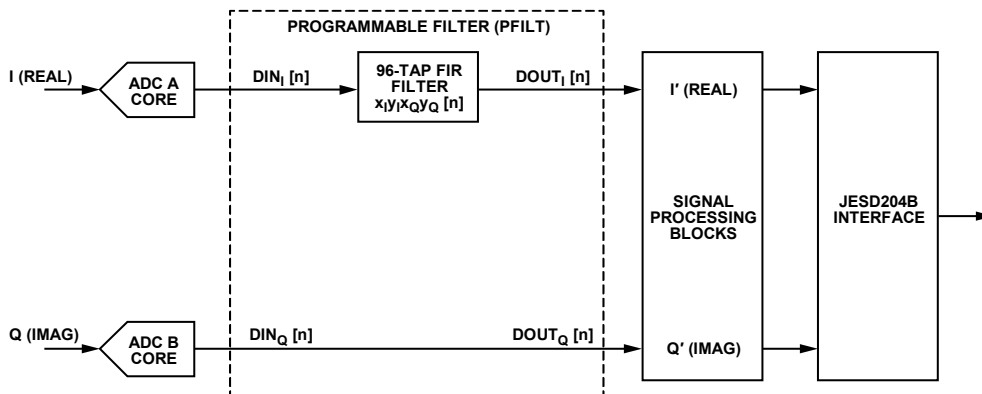 PROGRAMMABLE FILTER (PFILT)
I (REAL)
ADC A
CORE
DINI [n]
96-TAP FIR
FILTER
xIyIxQyQ [n]
DOUTI [n]
I′ (REAL)
SIGNAL
PROCESSING
BLOCKS
JESD204B
INTERFACE
Q (IMAG)
ADC B
CORE
DINQ [n]
DOUTQ [n]
Q′ (IMAG)